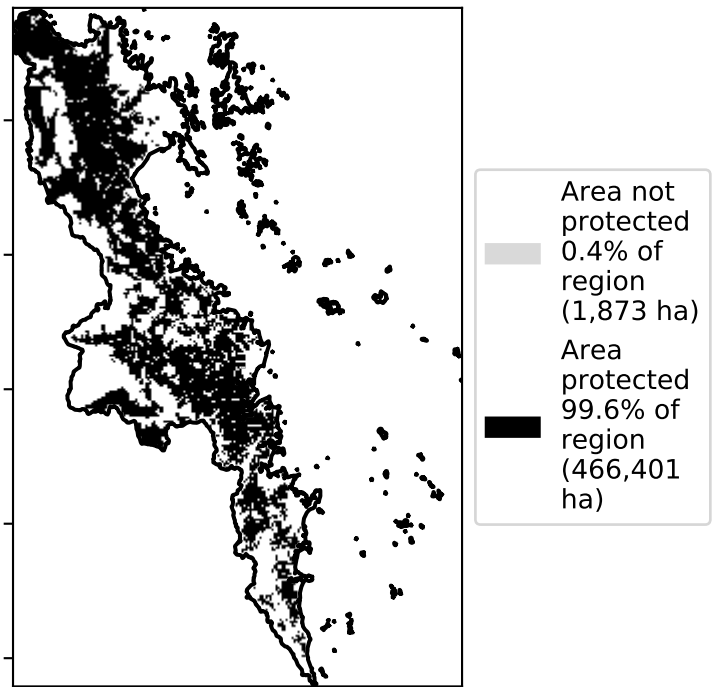 Area not
protected
0.4% of
region
(1,873 ha)
Area
protected
99.6% of
region
(466,401
ha)